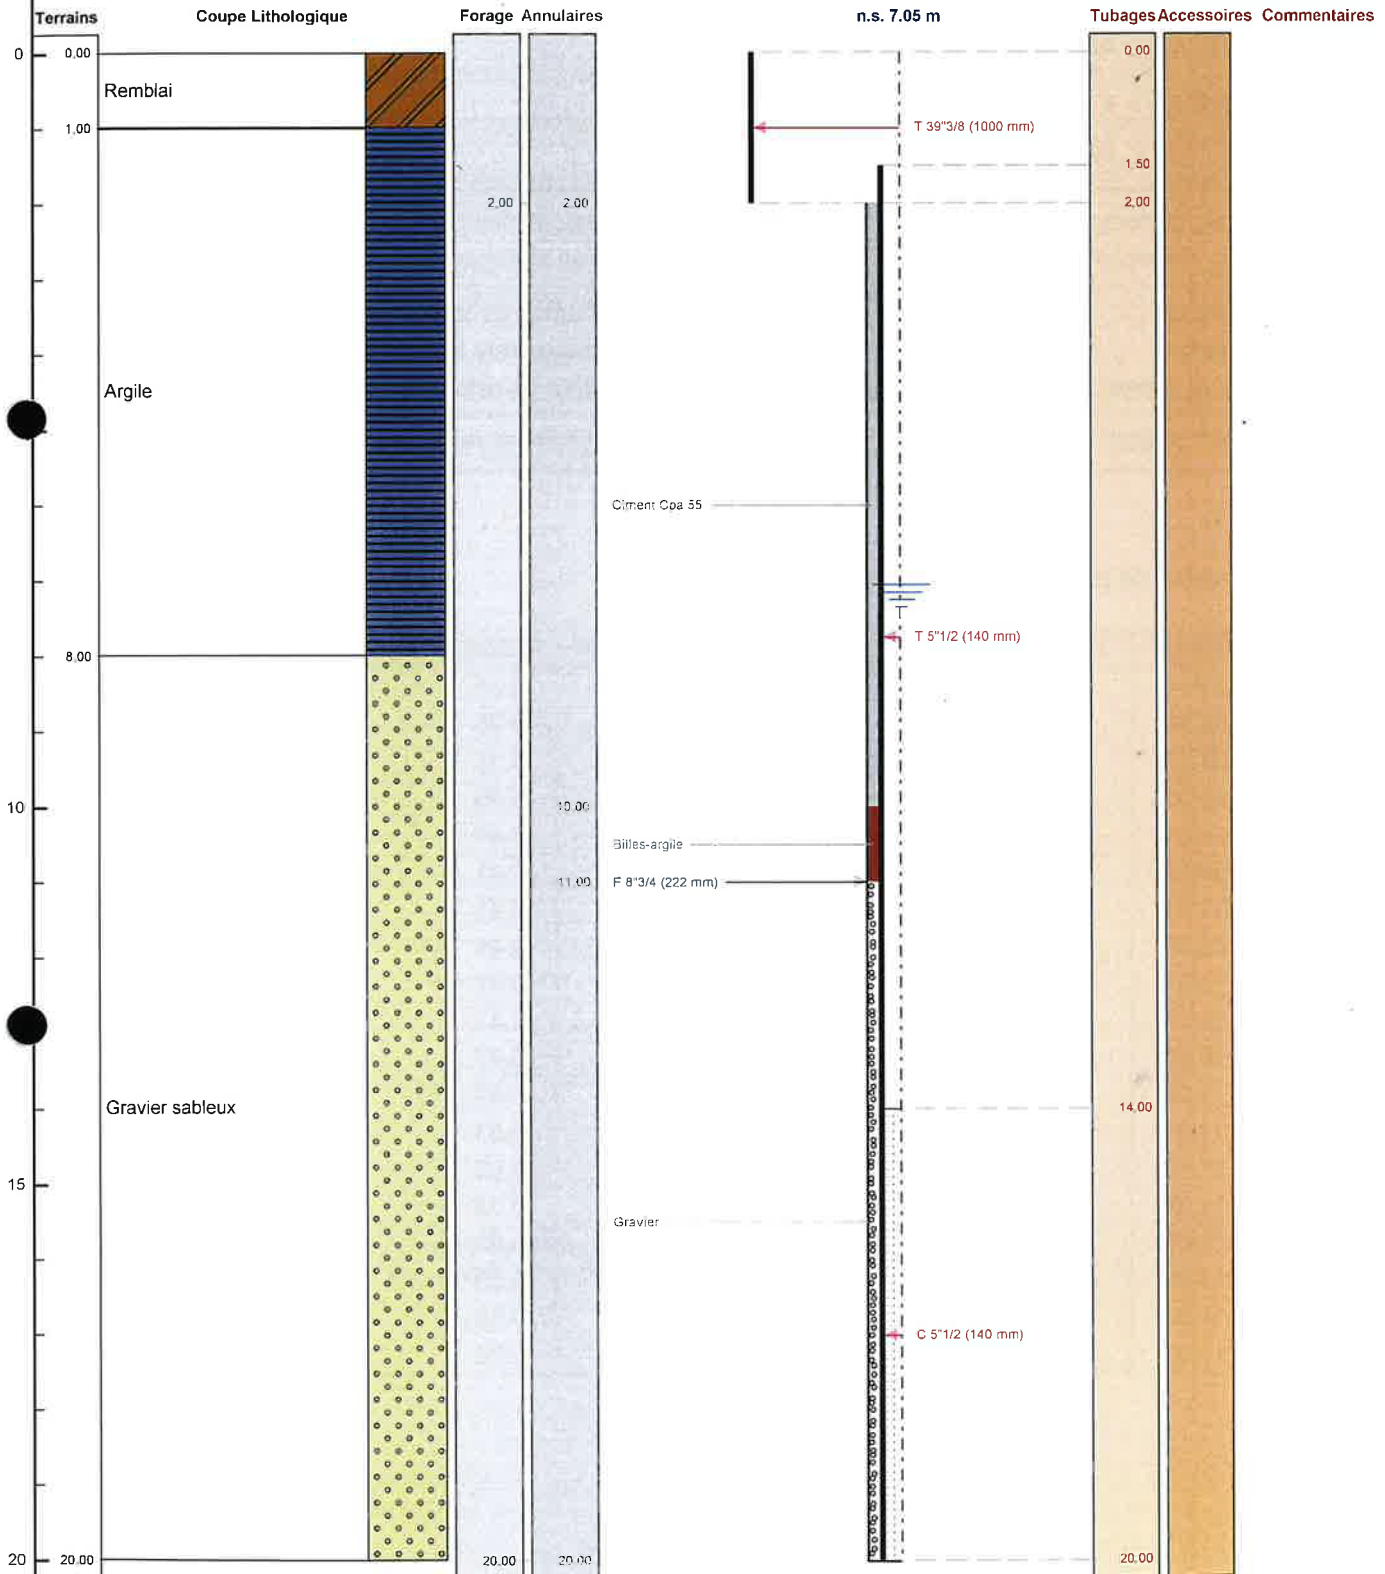 Terrains Coupe Lithologique Forage Annulaires n.s. 7.05 m Tubages Accessoires Commentaires
0 0,00 0,00
Remblai
1,00 T 39"3/8 (1000 mm)
1,50
2,00 2,00 2,00
Argile
Ciment Cpa 55
T 5"1/2 (140 mm)
8,00
10 10,00
Billes-argile
11,00 F 8"3/4 (222 mm)
Gravier sableux 14,00
15
Gravier
C 5"1/2 (140 mm)
20 20,00 20,00 20,00 20,00